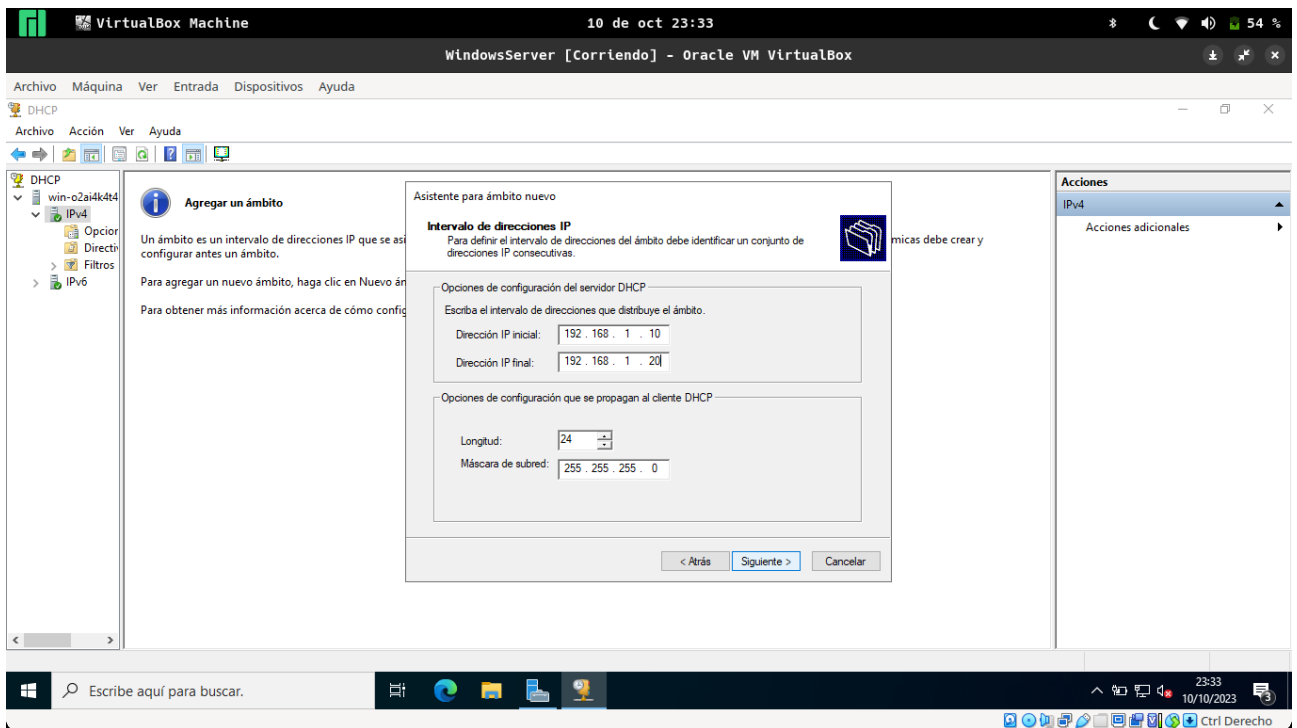 VirtualBox Machine
10 de oct 23:33
54 %
WindowsServer [Corriendo] - Oracle VM VirtualBox
Archivo Máquina Ver Entrada Dispositivos Ayuda
DHCP
Archivo Acción Ver Ayuda
DHCP
win-o2ai4k4t4
IPv4
Opcior
Directiv
Filtros
IPv6
Agregar un ámbito
Un ámbito es un intervalo de direcciones IP que se asi
micas debe crear y
configurar antes un ámbito.
Para agregar un nuevo ámbito, haga clic en Nuevo án
Para obtener más información acerca de cómo config
Asistente para ámbito nuevo
Intervalo de direcciones IP
Para definir el intervalo de direcciones del ámbito debe identificar un conjunto de
direcciones IP consecutivas.
Opciones de configuración del servidor DHCP
Escriba el intervalo de direcciones que distribuye el ámbito.
Dirección IP inicial: 192 . 168 . 1 . 10
Dirección IP final: 192 . 168 . 1 . 20
Opciones de configuración que se propagan al cliente DHCP
Longitud: 24
Máscara de subred: 255 . 255 . 255 . 0
< Atrás Siguiente > Cancelar
Acciones
IPv4
Acciones adicionales
Escribe aquí para buscar.
23:33
10/10/2023
3
Ctrl Derecho